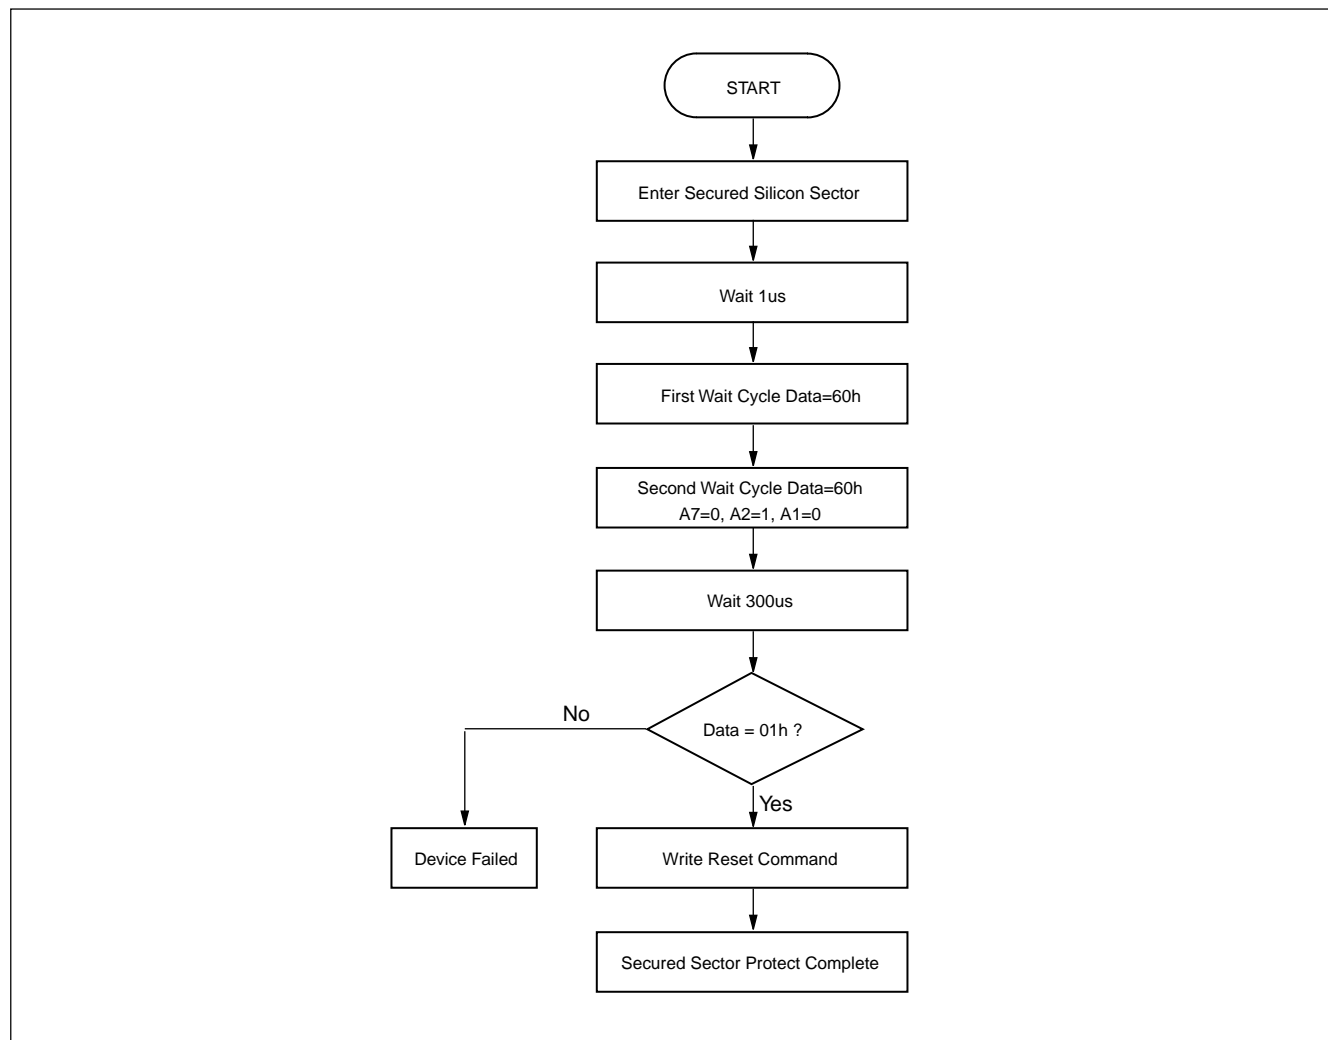 START
Enter Secured Silicon Sector
Wait 1us
First Wait Cycle Data=60h
Second Wait Cycle Data=60h
A7=0, A2=1, A1=0
Wait 300us
No
Data = 01h ?
Yes
Device Failed
Write Reset Command
Secured Sector Protect Complete